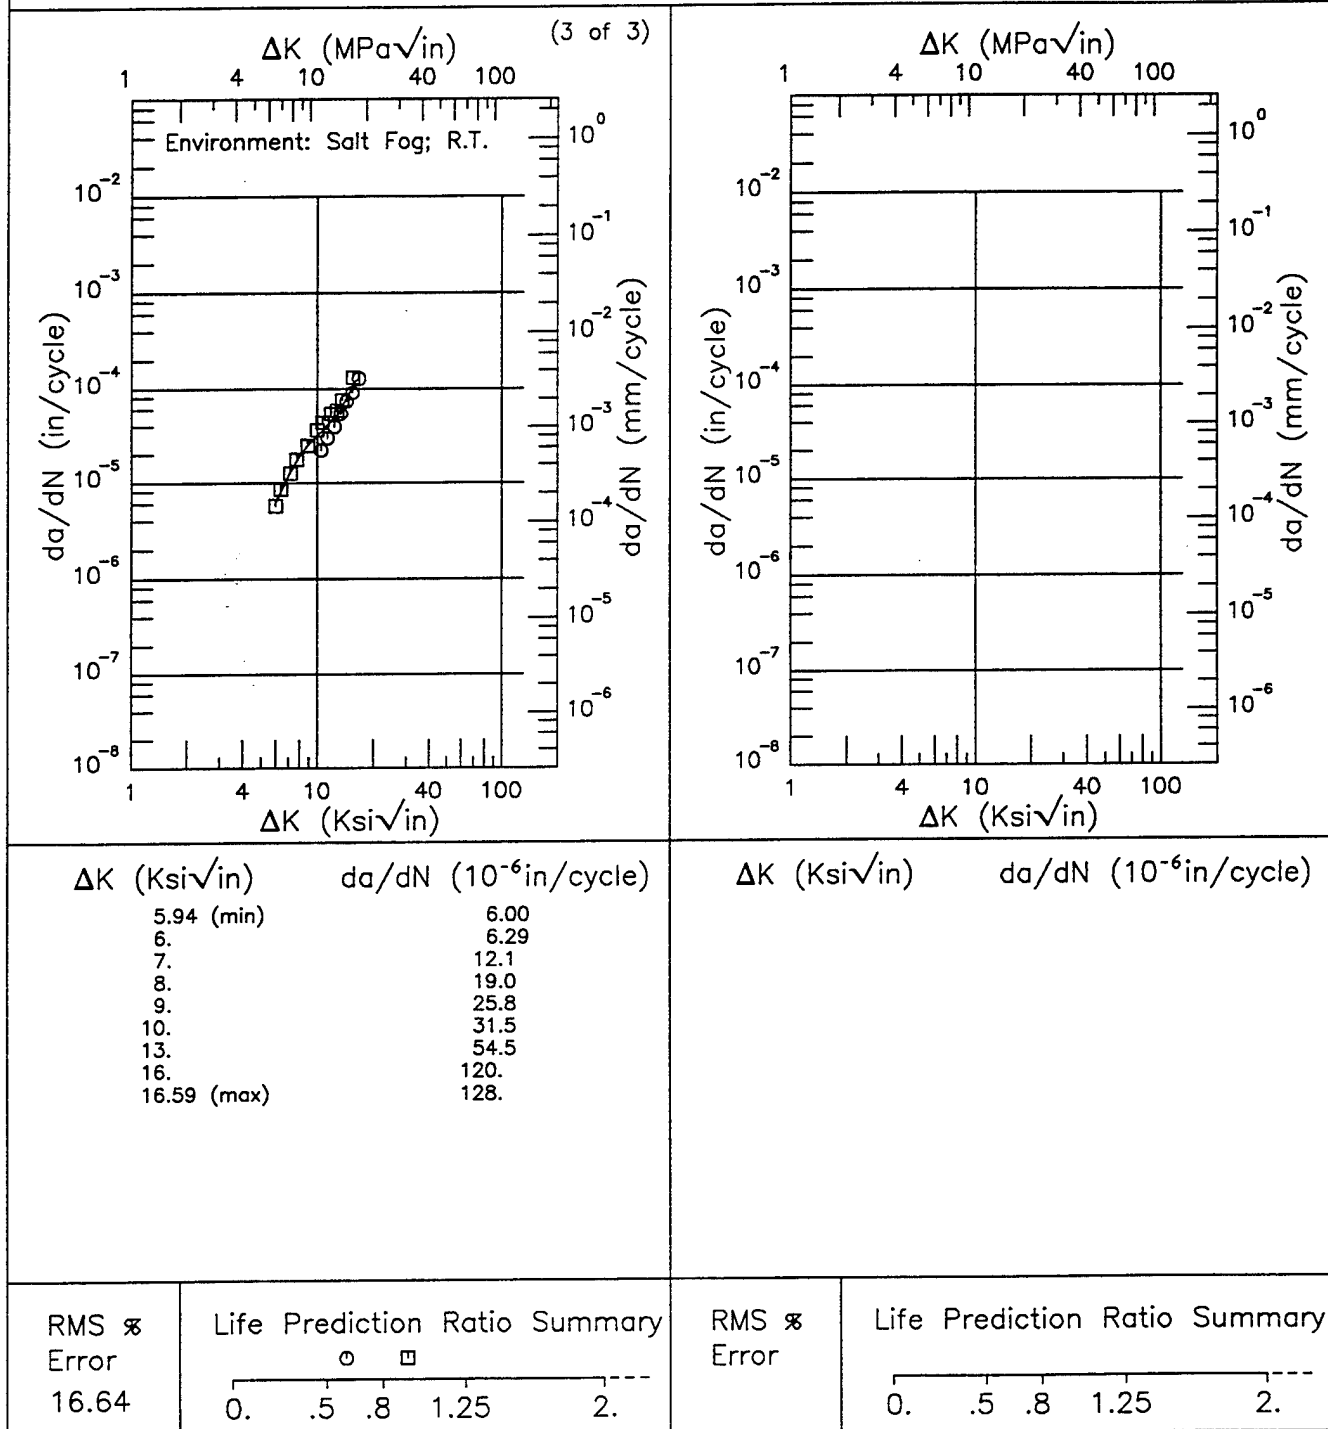 (3 of 3)
ΔK (MPa√in)
1 4 10 40 100
Environment: Salt Fog; R.T.
da/dN (in/cycle)
10⁻²
10⁻³
10⁻⁴
10⁻⁵
10⁻⁶
10⁻⁷
10⁻⁸
10⁰
10⁻¹
10⁻²
10⁻³
10⁻⁴
10⁻⁵
10⁻⁶
da/dN (mm/cycle)
1 4 10 40 100
ΔK (Ksi√in)
ΔK (MPa√in)
1 4 10 40 100
da/dN (in/cycle)
10⁻²
10⁻³
10⁻⁴
10⁻⁵
10⁻⁶
10⁻⁷
10⁻⁸
10⁰
10⁻¹
10⁻²
10⁻³
10⁻⁴
10⁻⁵
10⁻⁶
da/dN (mm/cycle)
1 4 10 40 100
ΔK (Ksi√in)
ΔK (Ksi√in) da/dN (10⁻⁶in/cycle)
5.94 (min) 6.00
6. 6.29
7. 12.1
8. 19.0
9. 25.8
10. 31.5
13. 54.5
16. 120.
16.59 (max) 128.
ΔK (Ksi√in) da/dN (10⁻⁶in/cycle)
RMS %
Error
16.64
Life Prediction Ratio Summary
0. .5 .8 1.25 2.
RMS %
Error
Life Prediction Ratio Summary
0. .5 .8 1.25 2.